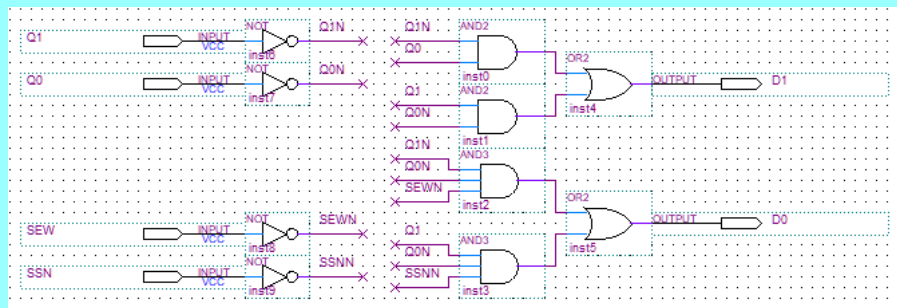 NOT Q1N Q1N AND2
Q1 INPUT VCC inst6 Q0 inst0 OR2
NOT
Q0 INPUT VCC inst7 Q0N AND2 OUTPUT D1
Q1 inst4
Q0N inst1
Q1N AND3
Q0N
SEWN inst2 OR2
NOT SEWN
SEW INPUT VCC inst8 Q1 AND3 OUTPUT D0
NOT SSNN Q0N inst5
SSN INPUT VCC inst9 SSNN inst3